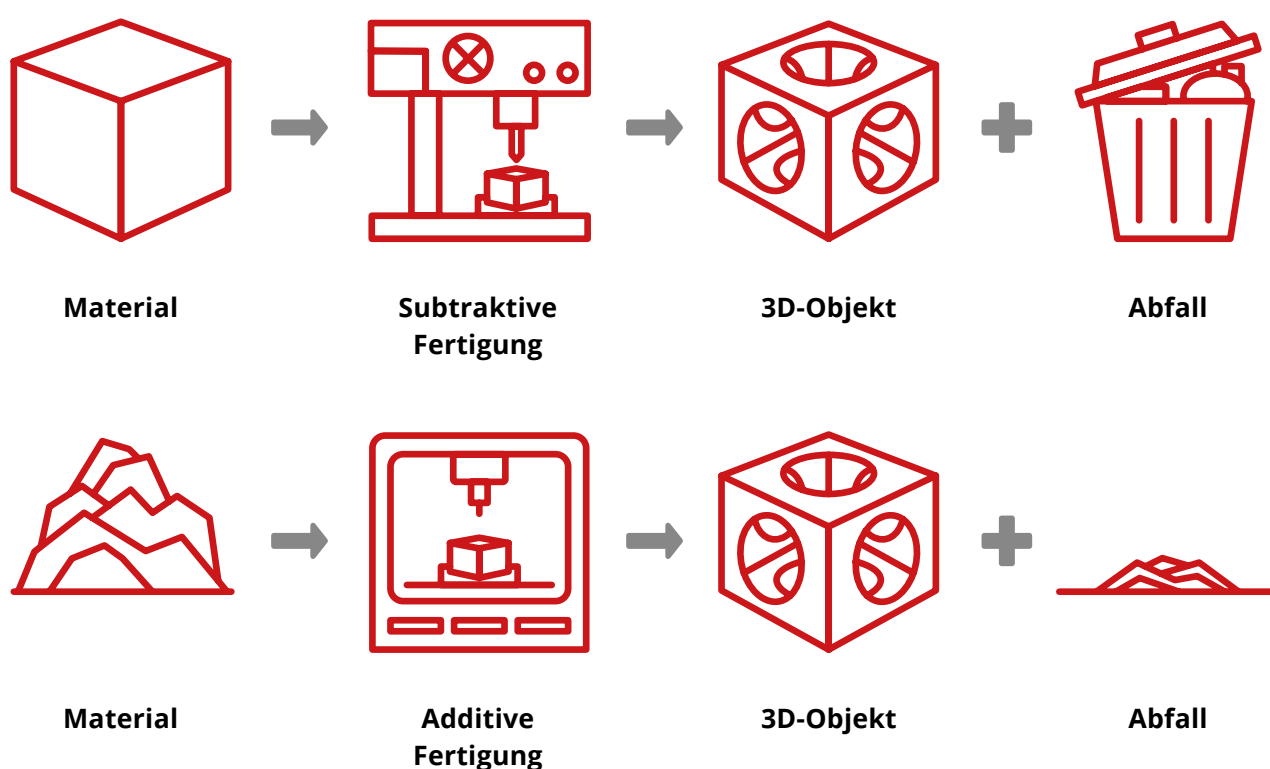 Material
Subtraktive
Fertigung
3D-Objekt
Abfall
Material
Additive
Fertigung
3D-Objekt
Abfall